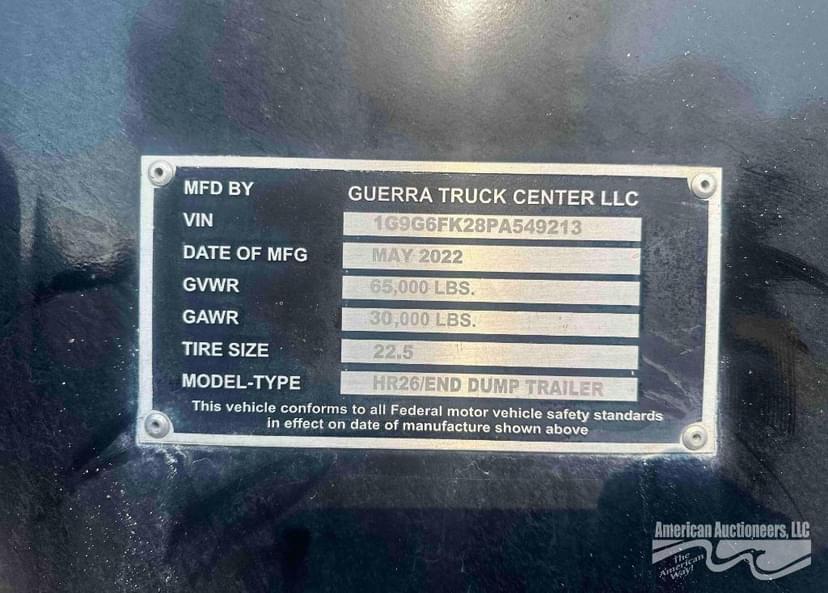 MFD BY GUERRA TRUCK CENTER LLC
VIN 1G9G6FK28PA549213
DATE OF MFG MAY 2022
GVWR 65,000 LBS.
GAWR 30,000 LBS.
TIRE SIZE 22.5
MODEL-TYPE HR26/END DUMP TRAILER
This vehicle conforms to all Federal motor vehicle safety standards
in effect on date of manufacture shown above
American Auctioneers, LLC
The
American
Way!